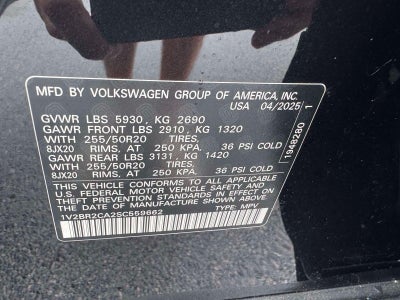 MFD BY VOLKSWAGEN GROUP OF AMERICA, INC.
USA 04/2025
GVWR LBS 5930, KG 2690
GAWR FRONT LBS 2910, KG 1320
WITH 255/50R20
8JX20 RIMS, AT 250 KPA. 36 PSI COLD
GAWR REAR LBS 3131, KG 1420
WITH 255/50R20
8JX20 RIMS, AT 250 KPA. 36 PSI COLD
THIS VEHICLE CONFORMS TO ALL APPLICABLE
U.S. FEDERAL MOTOR VEHICLE SAFETY AND
THEFT PREVENTION STANDARDS IN EFFECT ON
DATE OF MANUFACTURE SHOWN ABOVE.
1V2BR2CA2SC559662 TYPE: MPV
1948280 1